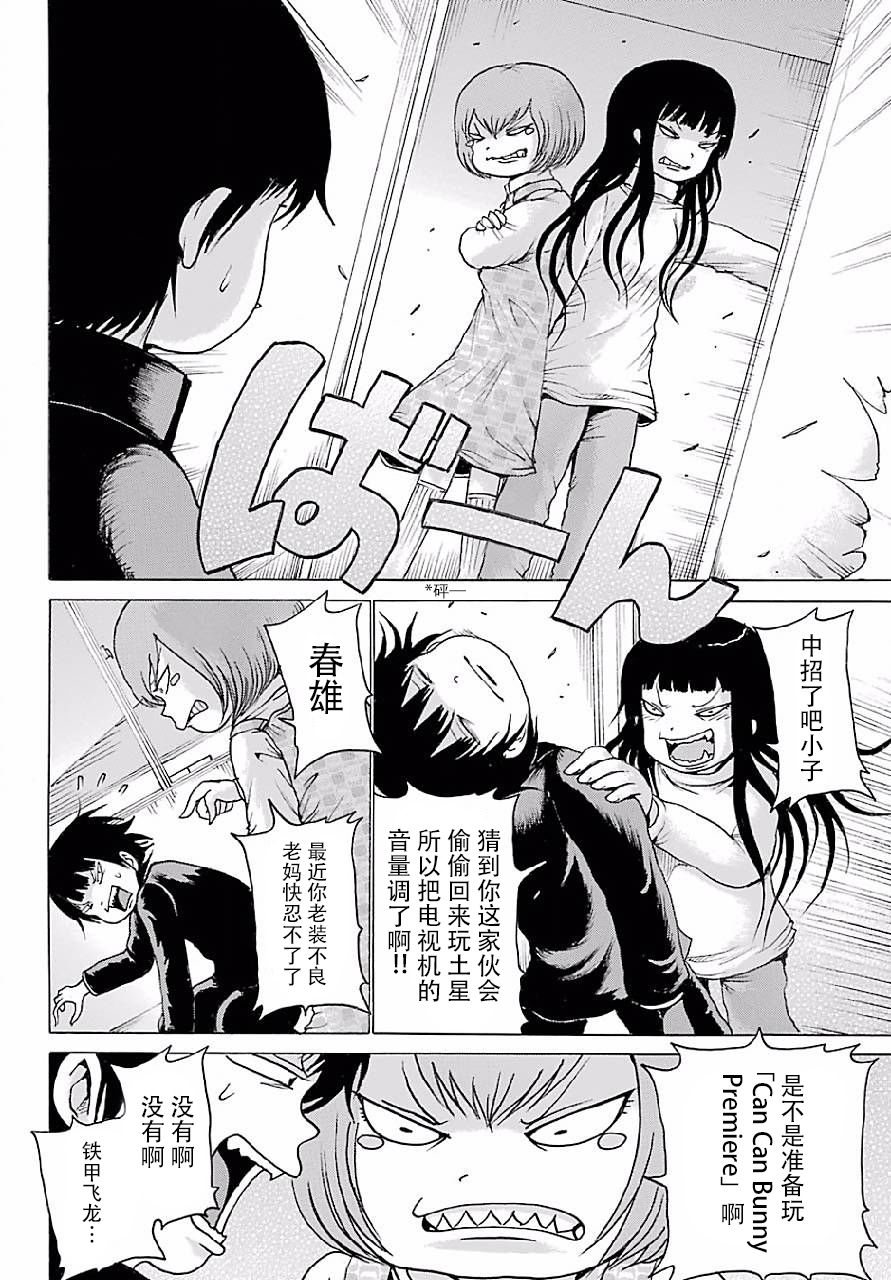 ばーん
*砰—
中招了吧小子
猜到你这家伙会
偷偷回来玩土星
所以把电视机的
音量调了啊!!
春雄
最近你老装不良
老妈快忍不了了
是不是准备玩
「Can Can Bunny
Premiere」啊
没有啊
没有啊
铁甲飞龙…